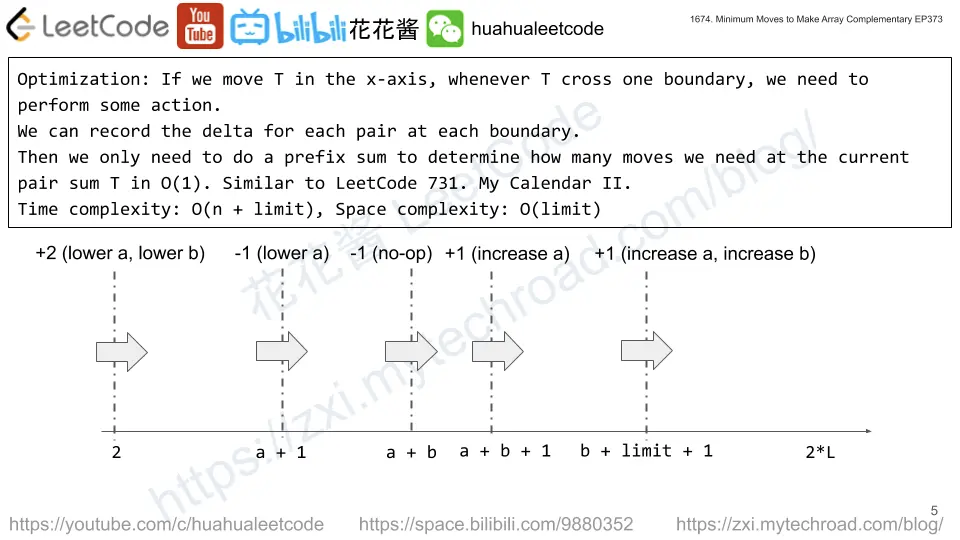 LeetCode You Tube bilibili 花花酱 huahualeetcode
1674. Minimum Moves to Make Array Complementary EP373
Optimization: If we move T in the x-axis, whenever T cross one boundary, we need to
perform some action.
We can record the delta for each pair at each boundary.
Then we only need to do a prefix sum to determine how many moves we need at the current
pair sum T in O(1). Similar to LeetCode 731. My Calendar II.
Time complexity: O(n + limit), Space complexity: O(limit)
+2 (lower a, lower b) -1 (lower a) -1 (no-op) +1 (increase a) +1 (increase a, increase b)
2 a + 1 a + b a + b + 1 b + limit + 1 2*L
花花酱 LeetCode
https://zxi.mytechroad.com/blog/
5
https://youtube.com/c/huahualeetcode https://space.bilibili.com/9880352 https://zxi.mytechroad.com/blog/